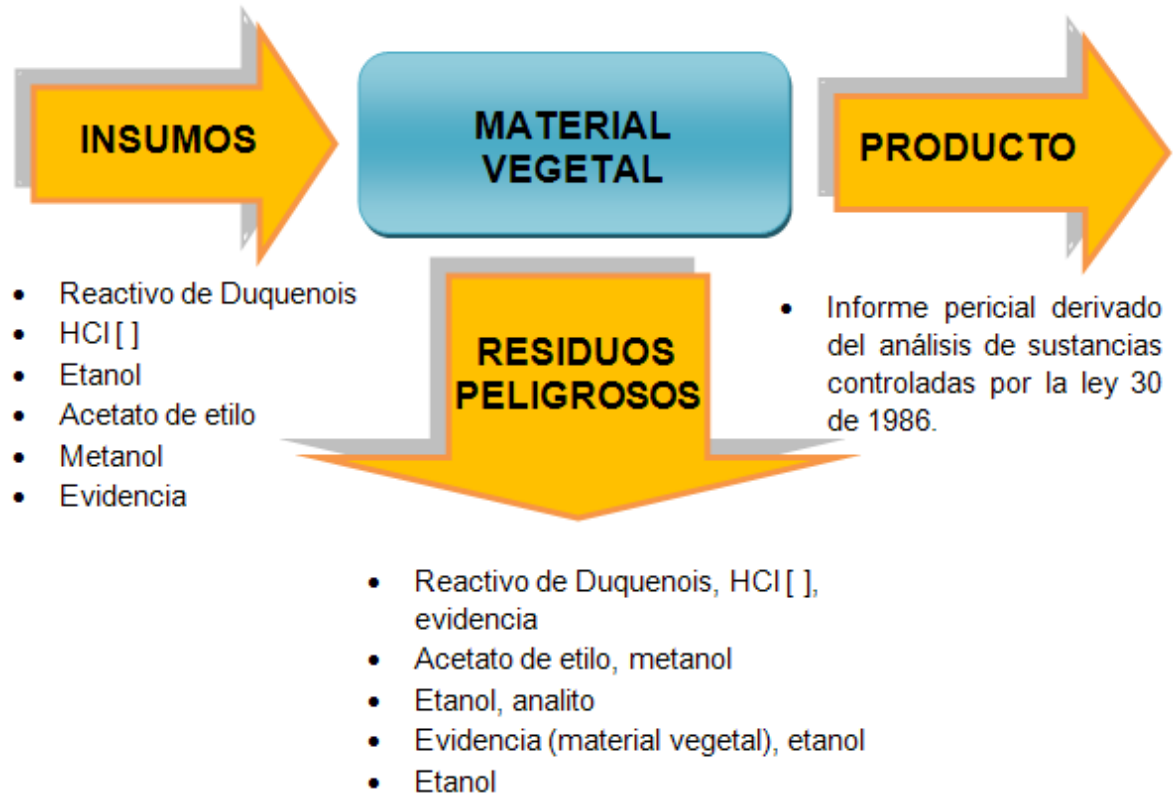 INSUMOS
MATERIAL
VEGETAL
PRODUCTO
• Reactivo de Duquenois
• HCl [ ]
• Etanol
• Acetato de etilo
• Metanol
• Evidencia
RESIDUOS
PELIGROSOS
• Informe pericial derivado
del análisis de sustancias
controladas por la ley 30
de 1986.
• Reactivo de Duquenois, HCl [ ],
evidencia
• Acetato de etilo, metanol
• Etanol, analito
• Evidencia (material vegetal), etanol
• Etanol